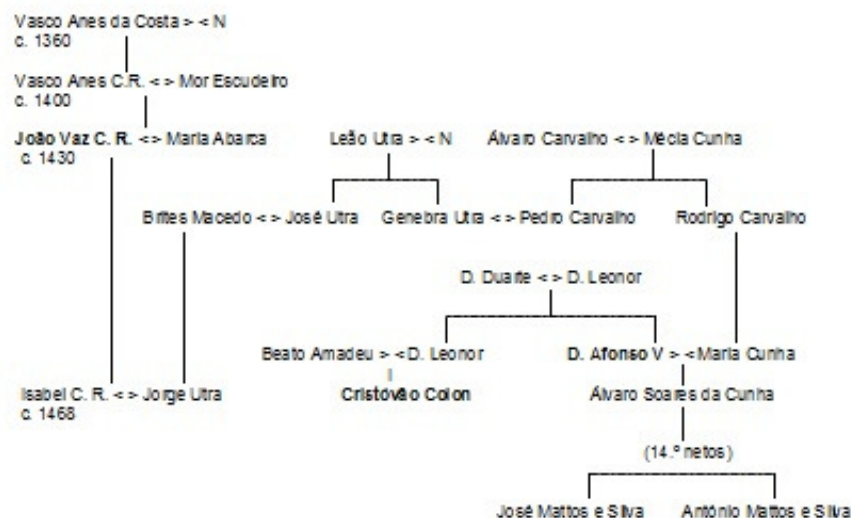 Vasco Anes da Costa > < N
c. 1360
Vasco Anes C.R. < > Mor Escudeiro
c. 1400
João Vaz C. R. < > Maria Abarca
c. 1430
Leão Utra > < N
Álvaro Carvalho < > Mécia Cunha
Brites Macedo < > José Utra
Genebra Utra < > Pedro Carvalho
Rodrigo Carvalho
D. Duarte < > D. Leonor
Beato Amadeu > < D. Leonor
D. Afonso V > < Maria Cunha
Cristóvão Colon
Isabel C. R. < > Jorge Utra
c. 1468
Álvaro Soares da Cunha
(14.º netos)
José Mattos e Silva
António Mattos e Silva